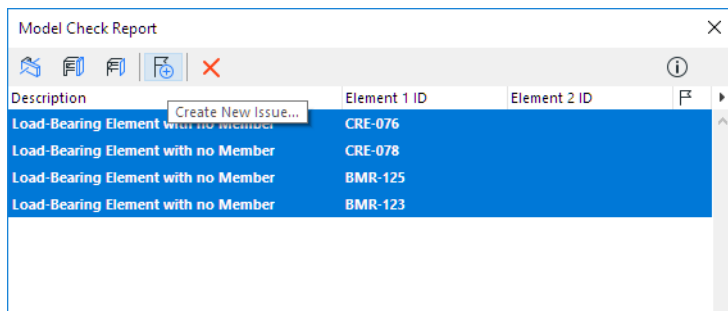 Model Check Report
Description Element 1 ID Element 2 ID
Create New Issue...
Load-Bearing Element with no Member CRE-076
Load-Bearing Element with no Member CRE-078
Load-Bearing Element with no Member BMR-125
Load-Bearing Element with no Member BMR-123